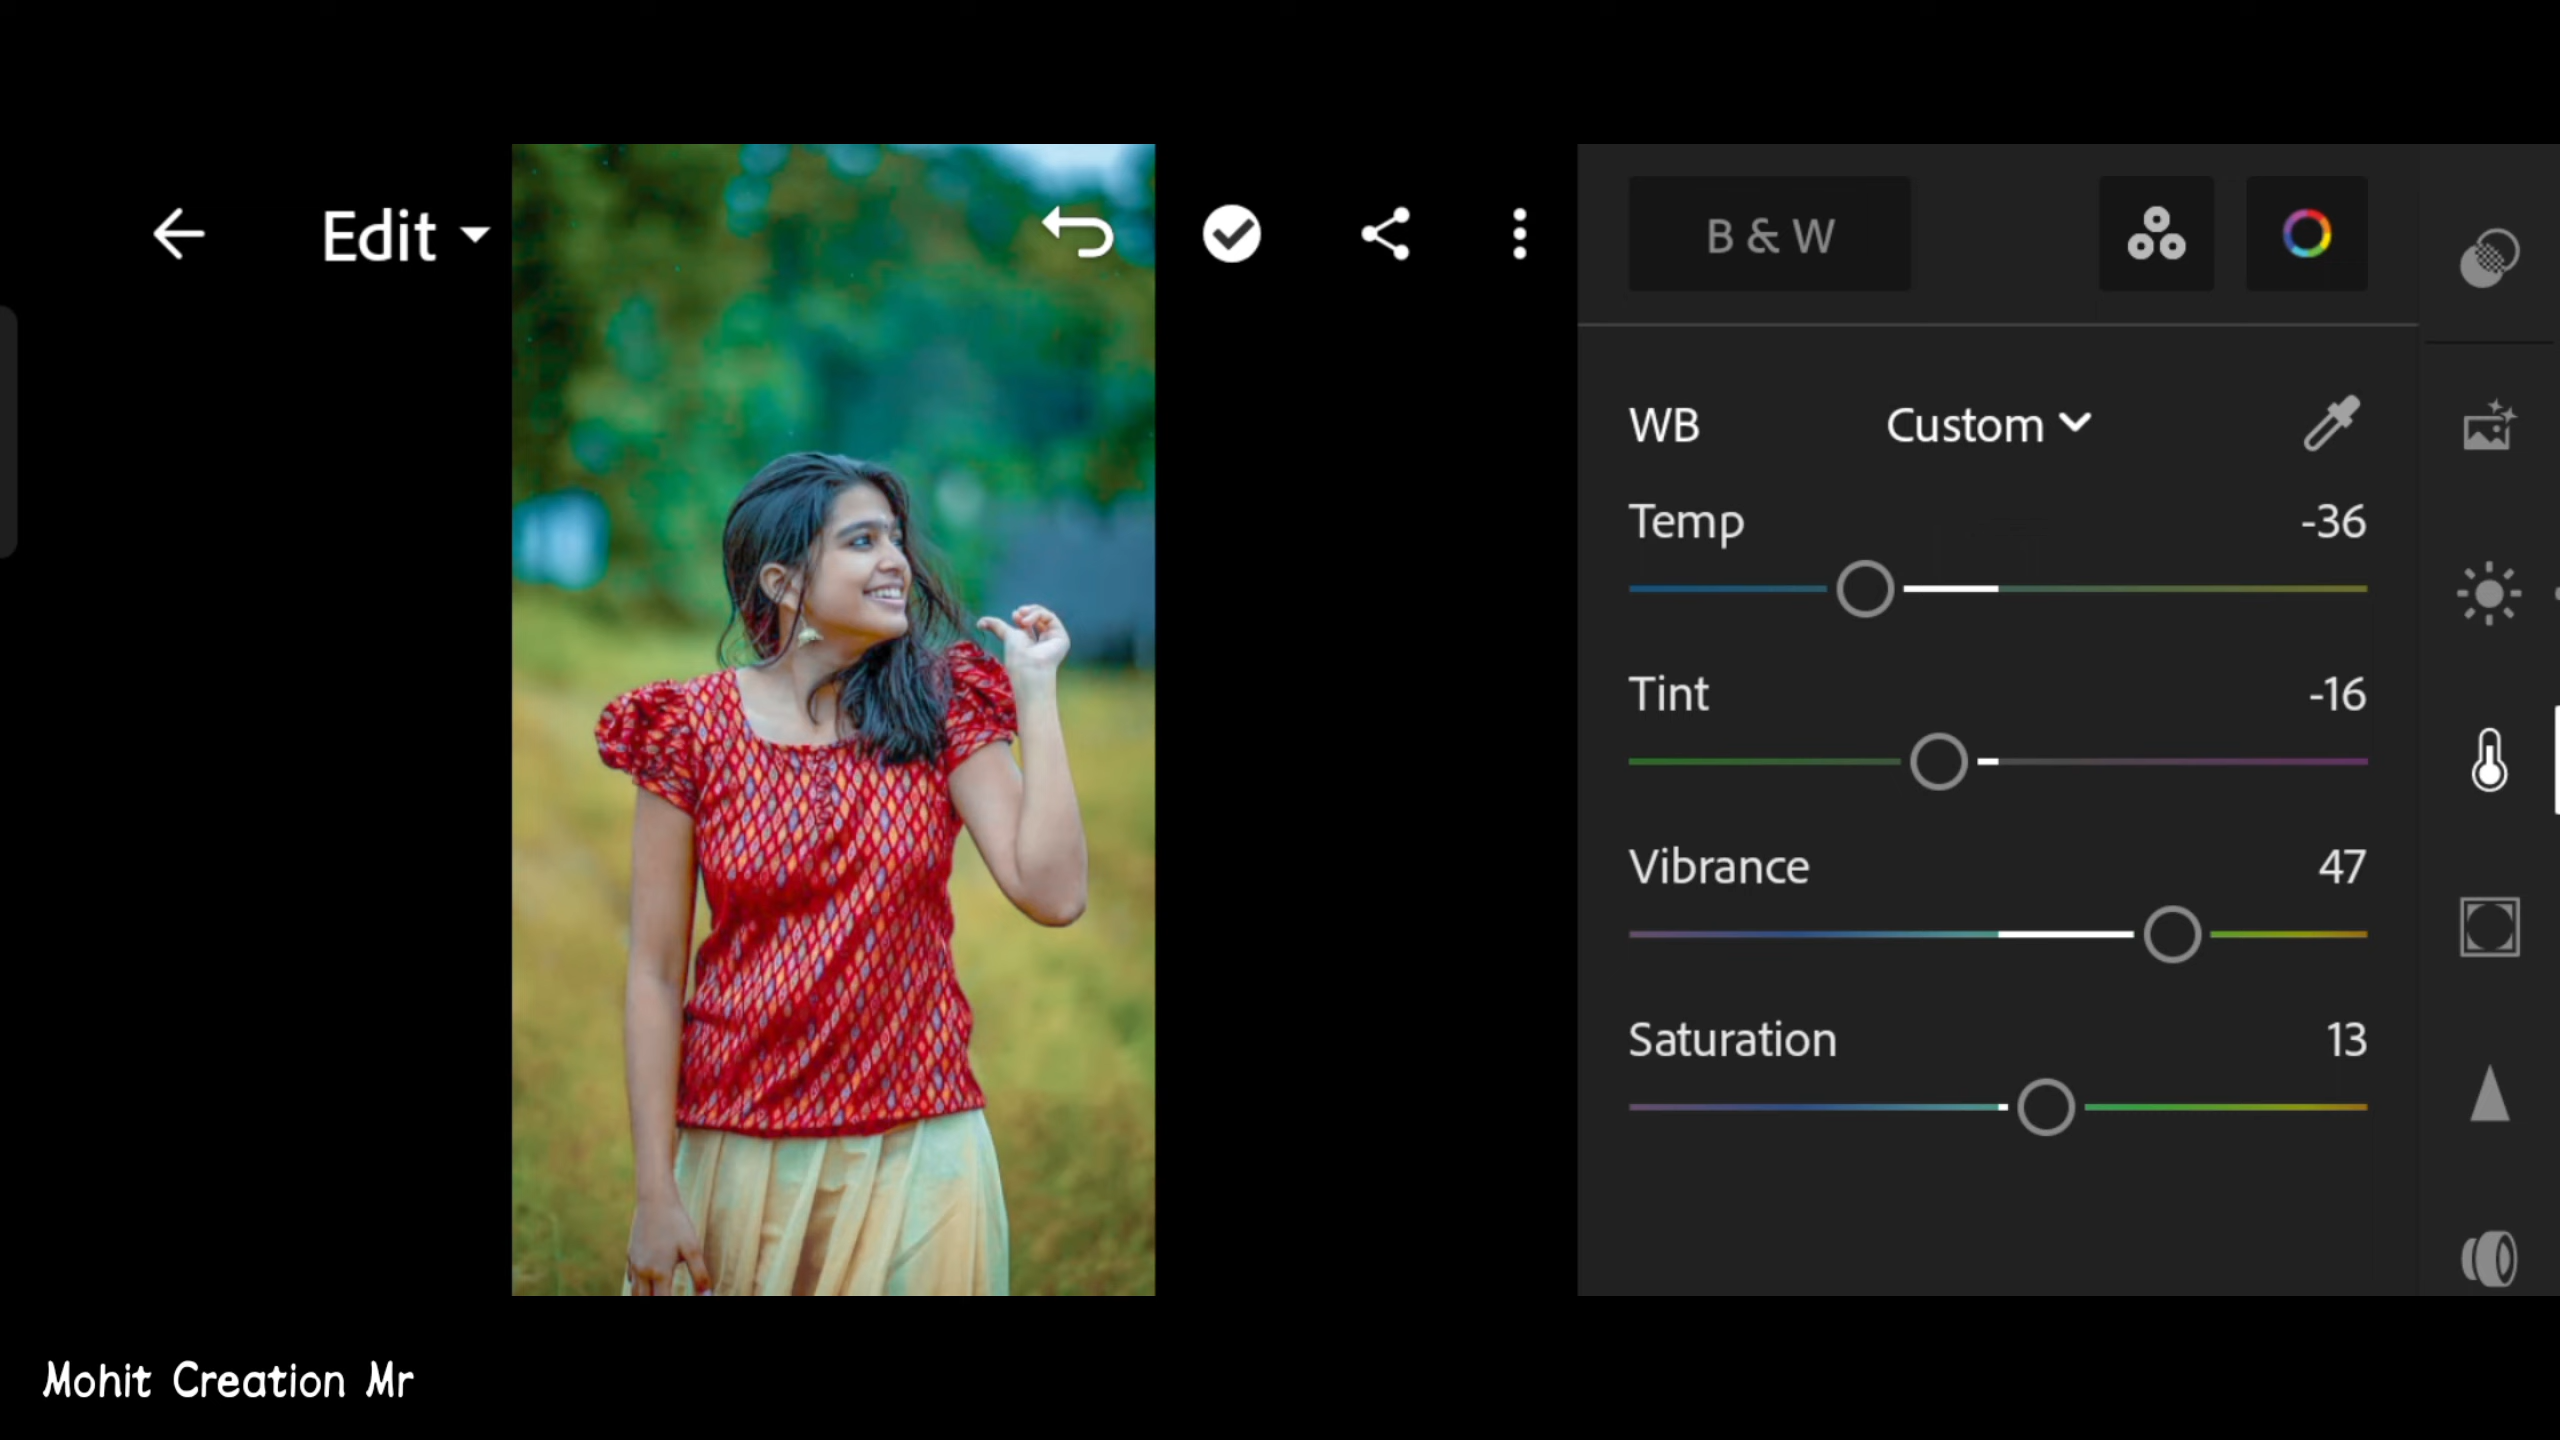 Edit
B & W
WB Custom
Temp -36
Tint -16
Vibrance 47
Saturation 13
Mohit Creation Mr